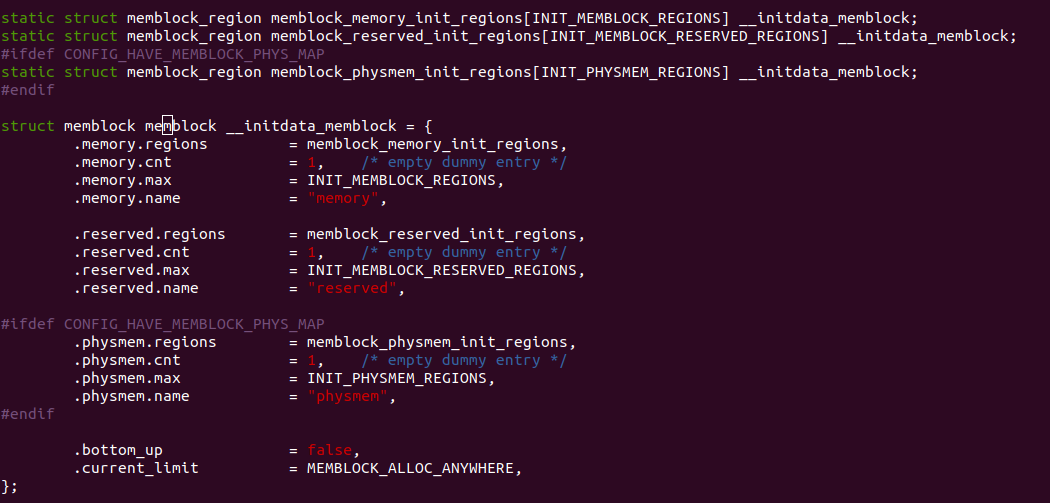 static struct memblock_region memblock_memory_init_regions[INIT_MEMBLOCK_REGIONS] __initdata_memblock;
static struct memblock_region memblock_reserved_init_regions[INIT_MEMBLOCK_RESERVED_REGIONS] __initdata_memblock;
#ifdef CONFIG_HAVE_MEMBLOCK_PHYS_MAP
static struct memblock_region memblock_physmem_init_regions[INIT_PHYSMEM_REGIONS] __initdata_memblock;
#endif

struct memblock memblock __initdata_memblock = {
        .memory.regions         = memblock_memory_init_regions,
        .memory.cnt             = 1,    /* empty dummy entry */
        .memory.max             = INIT_MEMBLOCK_REGIONS,
        .memory.name            = "memory",

        .reserved.regions       = memblock_reserved_init_regions,
        .reserved.cnt           = 1,    /* empty dummy entry */
        .reserved.max           = INIT_MEMBLOCK_RESERVED_REGIONS,
        .reserved.name          = "reserved",

#ifdef CONFIG_HAVE_MEMBLOCK_PHYS_MAP
        .physmem.regions        = memblock_physmem_init_regions,
        .physmem.cnt            = 1,    /* empty dummy entry */
        .physmem.max            = INIT_PHYSMEM_REGIONS,
        .physmem.name           = "physmem",
#endif

        .bottom_up              = false,
        .current_limit          = MEMBLOCK_ALLOC_ANYWHERE,
};